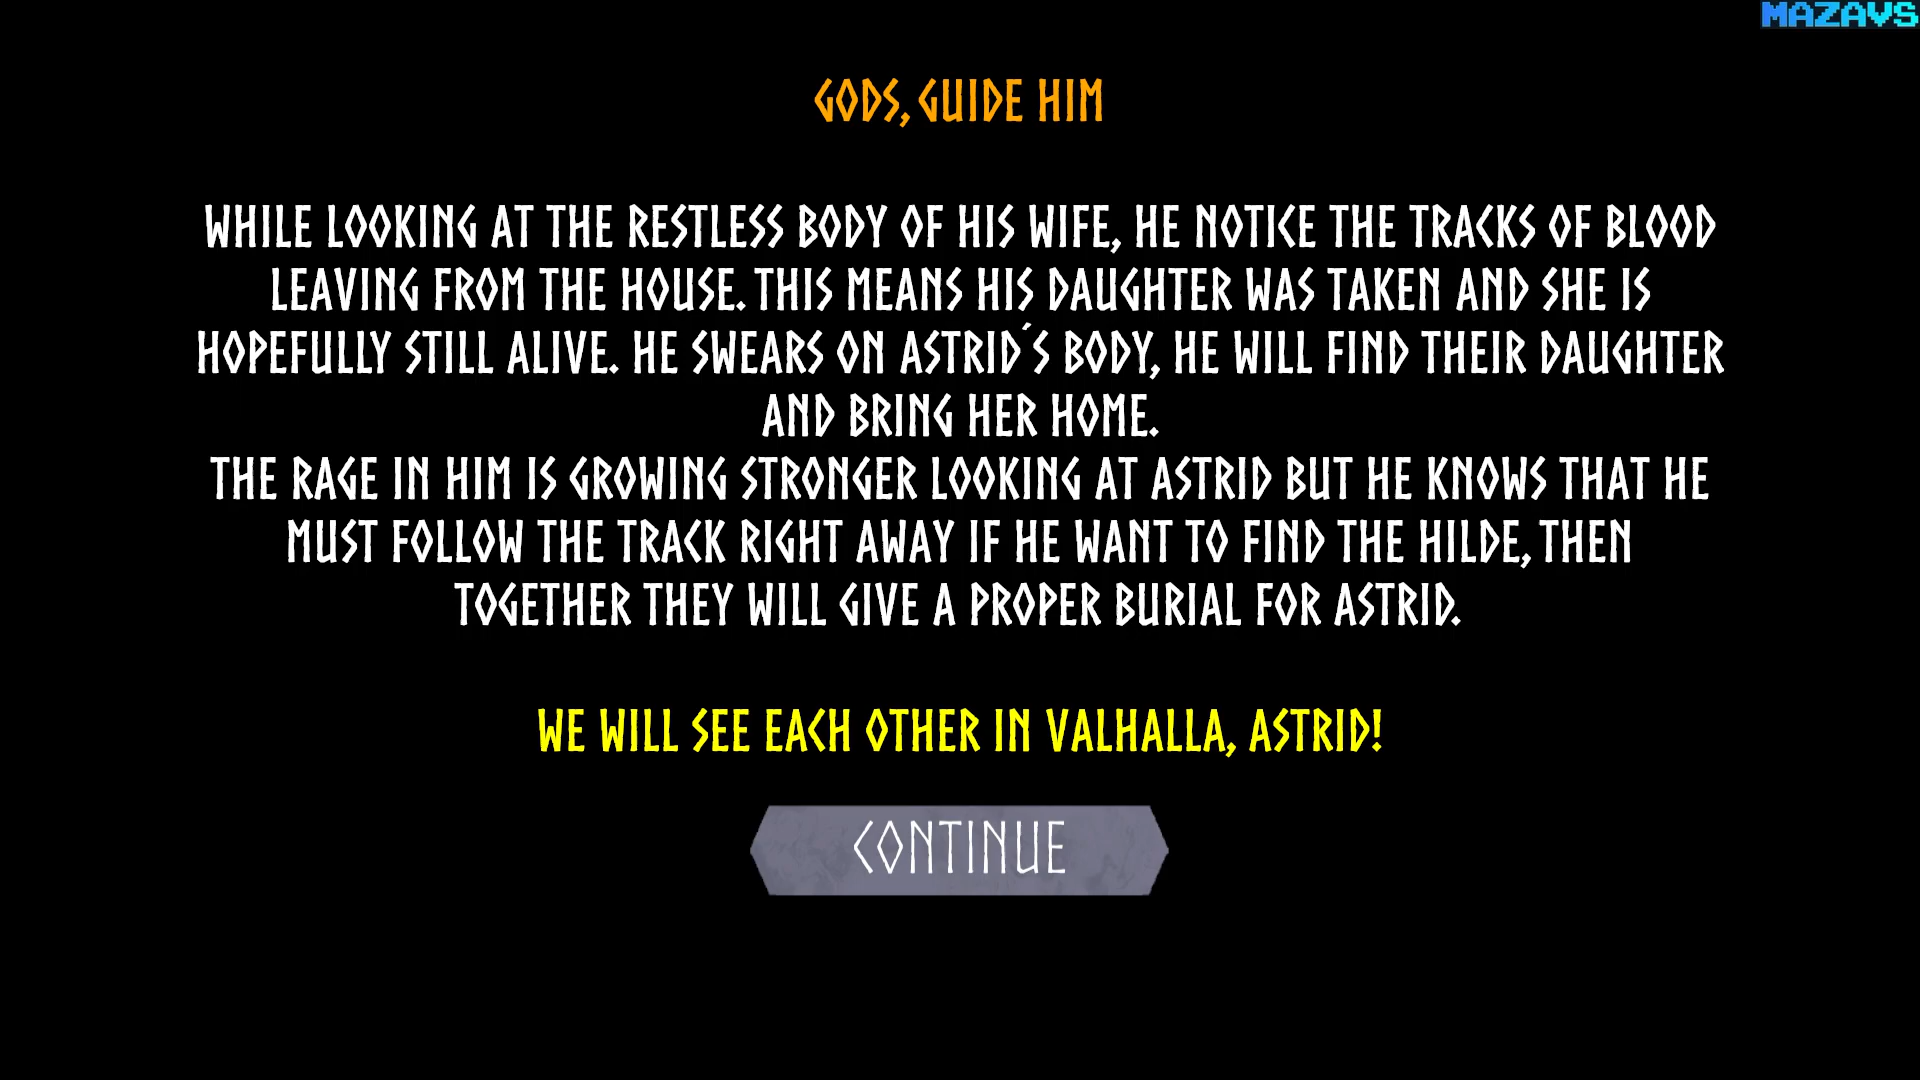 MAZAVS
GODS, GUIDE HIM
WHILE LOOKING AT THE RESTLESS BODY OF HIS WIFE, HE NOTICE THE TRACKS OF BLOOD
LEAVING FROM THE HOUSE. THIS MEANS HIS DAUGHTER WAS TAKEN AND SHE IS
HOPEFULLY STILL ALIVE. HE SWEARS ON ASTRID´S BODY, HE WILL FIND THEIR DAUGHTER
AND BRING HER HOME.
THE RAGE IN HIM IS GROWING STRONGER LOOKING AT ASTRID BUT HE KNOWS THAT HE
MUST FOLLOW THE TRACK RIGHT AWAY IF HE WANT TO FIND THE HILDE, THEN
TOGETHER THEY WILL GIVE A PROPER BURIAL FOR ASTRID.
WE WILL SEE EACH OTHER IN VALHALLA, ASTRID!
CONTINUE